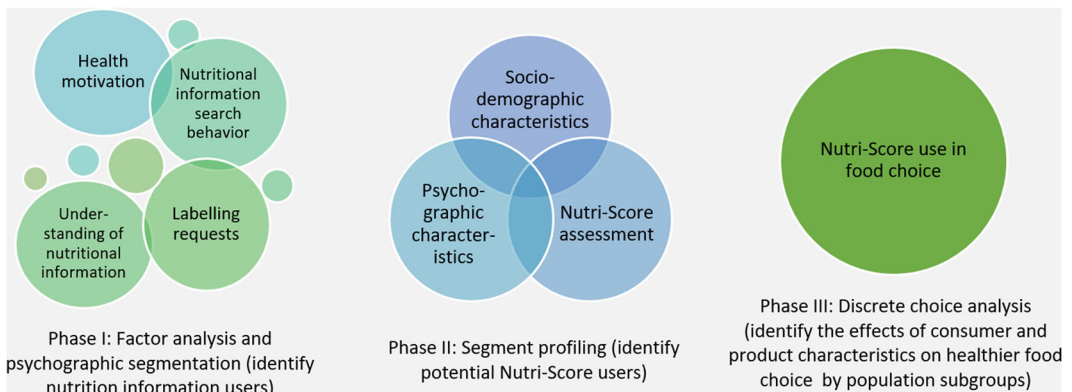 Health
motivation
Nutritional
information
search
behavior
Under-
standing of
nutritional
information
Labelling
requests
Phase I: Factor analysis and
psychographic segmentation (identify
nutrition information users)
Socio-
demographic
characteristics
Psycho-
graphic
character-
istics
Nutri-Score
assessment
Phase II: Segment profiling (identify
potential Nutri-Score users)
Nutri-Score use in
food choice
Phase III: Discrete choice analysis
(identify the effects of consumer and
product characteristics on healthier food
choice by population subgroups)